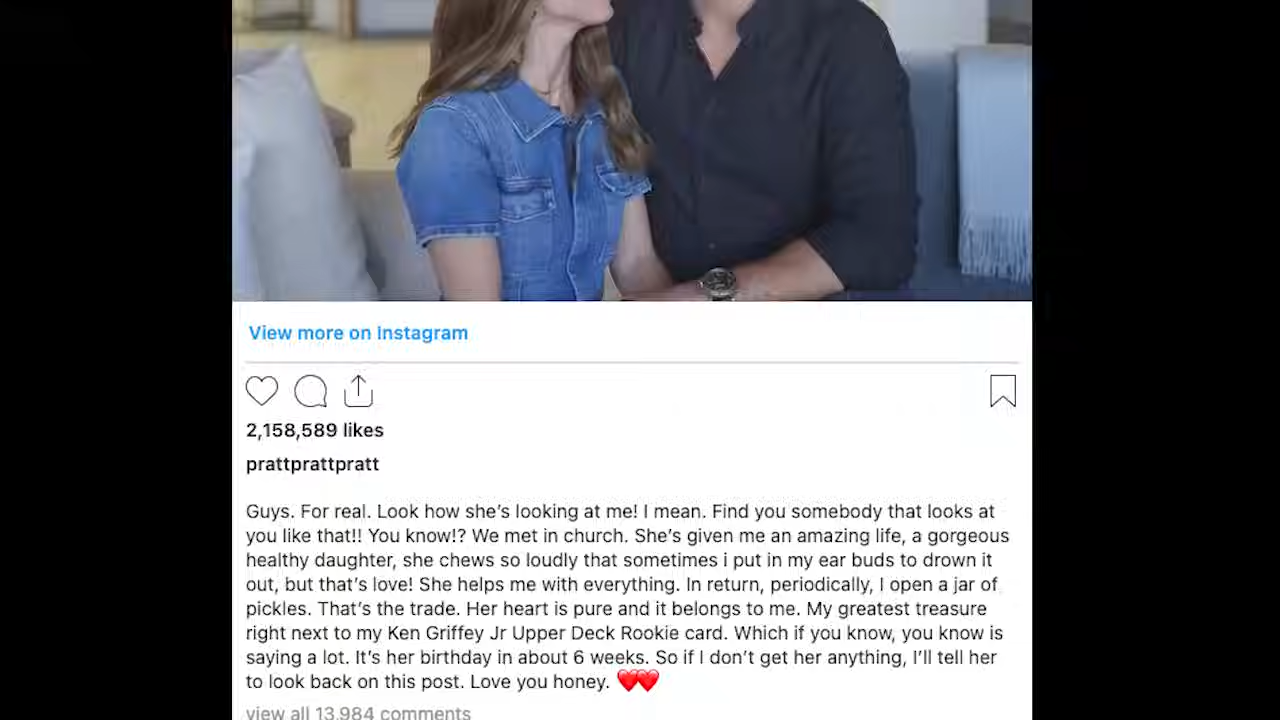 View more on Instagram
2,158,589 likes
prattprattpratt
Guys. For real. Look how she's looking at me! I mean. Find you somebody that looks at
you like that!! You know!? We met in church. She's given me an amazing life, a gorgeous
healthy daughter, she chews so loudly that sometimes i put in my ear buds to drown it
out, but that's love! She helps me with everything. In return, periodically, I open a jar of
pickles. That's the trade. Her heart is pure and it belongs to me. My greatest treasure
right next to my Ken Griffey Jr Upper Deck Rookie card. Which if you know, you know is
saying a lot. It's her birthday in about 6 weeks. So if I don't get her anything, I'll tell her
to look back on this post. Love you honey. ❤️❤️
view all 13,984 comments